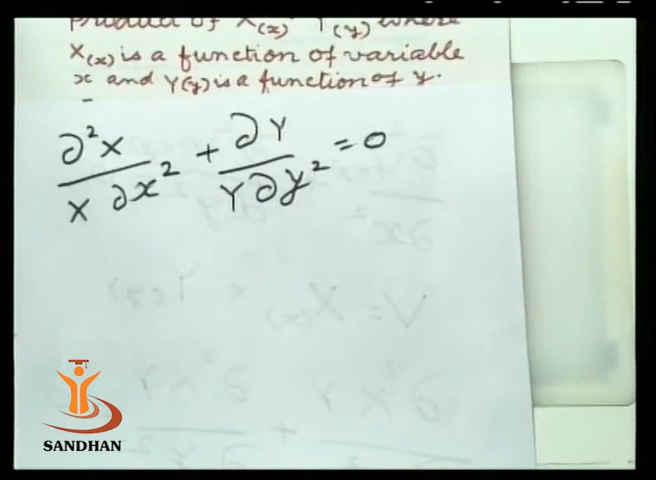 product of X(x) Y(y) where
X(x) is a function of variable
x and Y(y) is a function of y.
∂²X / X ∂x² + ∂Y / Y ∂y² = 0
SANDHAN